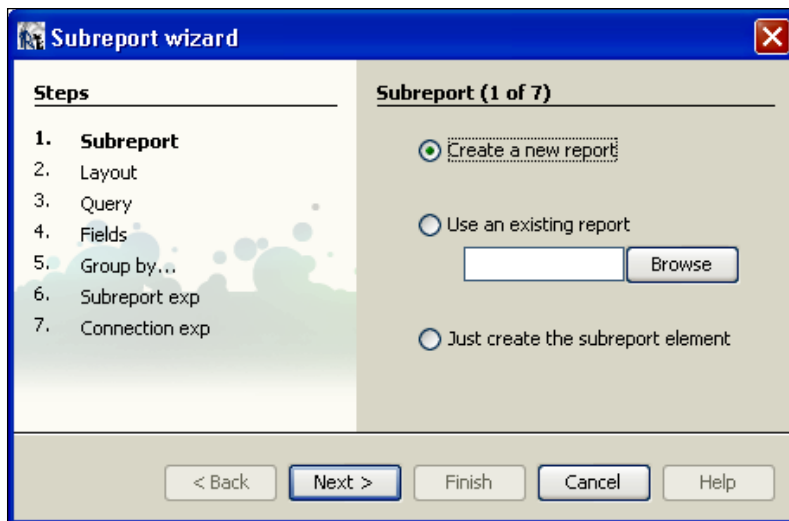 Subreport wizard
Steps
1. Subreport
2. Layout
3. Query
4. Fields
5. Group by...
6. Subreport exp
7. Connection exp
Subreport (1 of 7)
Create a new report
Use an existing report
Browse
Just create the subreport element
< Back Next > Finish Cancel Help